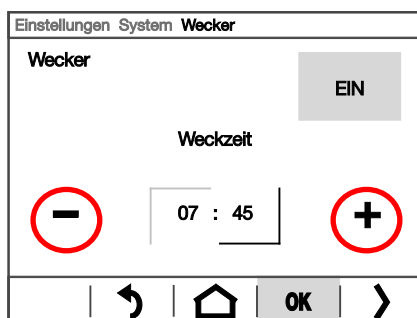 Einstellungen System Wecker
Wecker
EIN
Weckzeit
− 07 : 45 +
OK